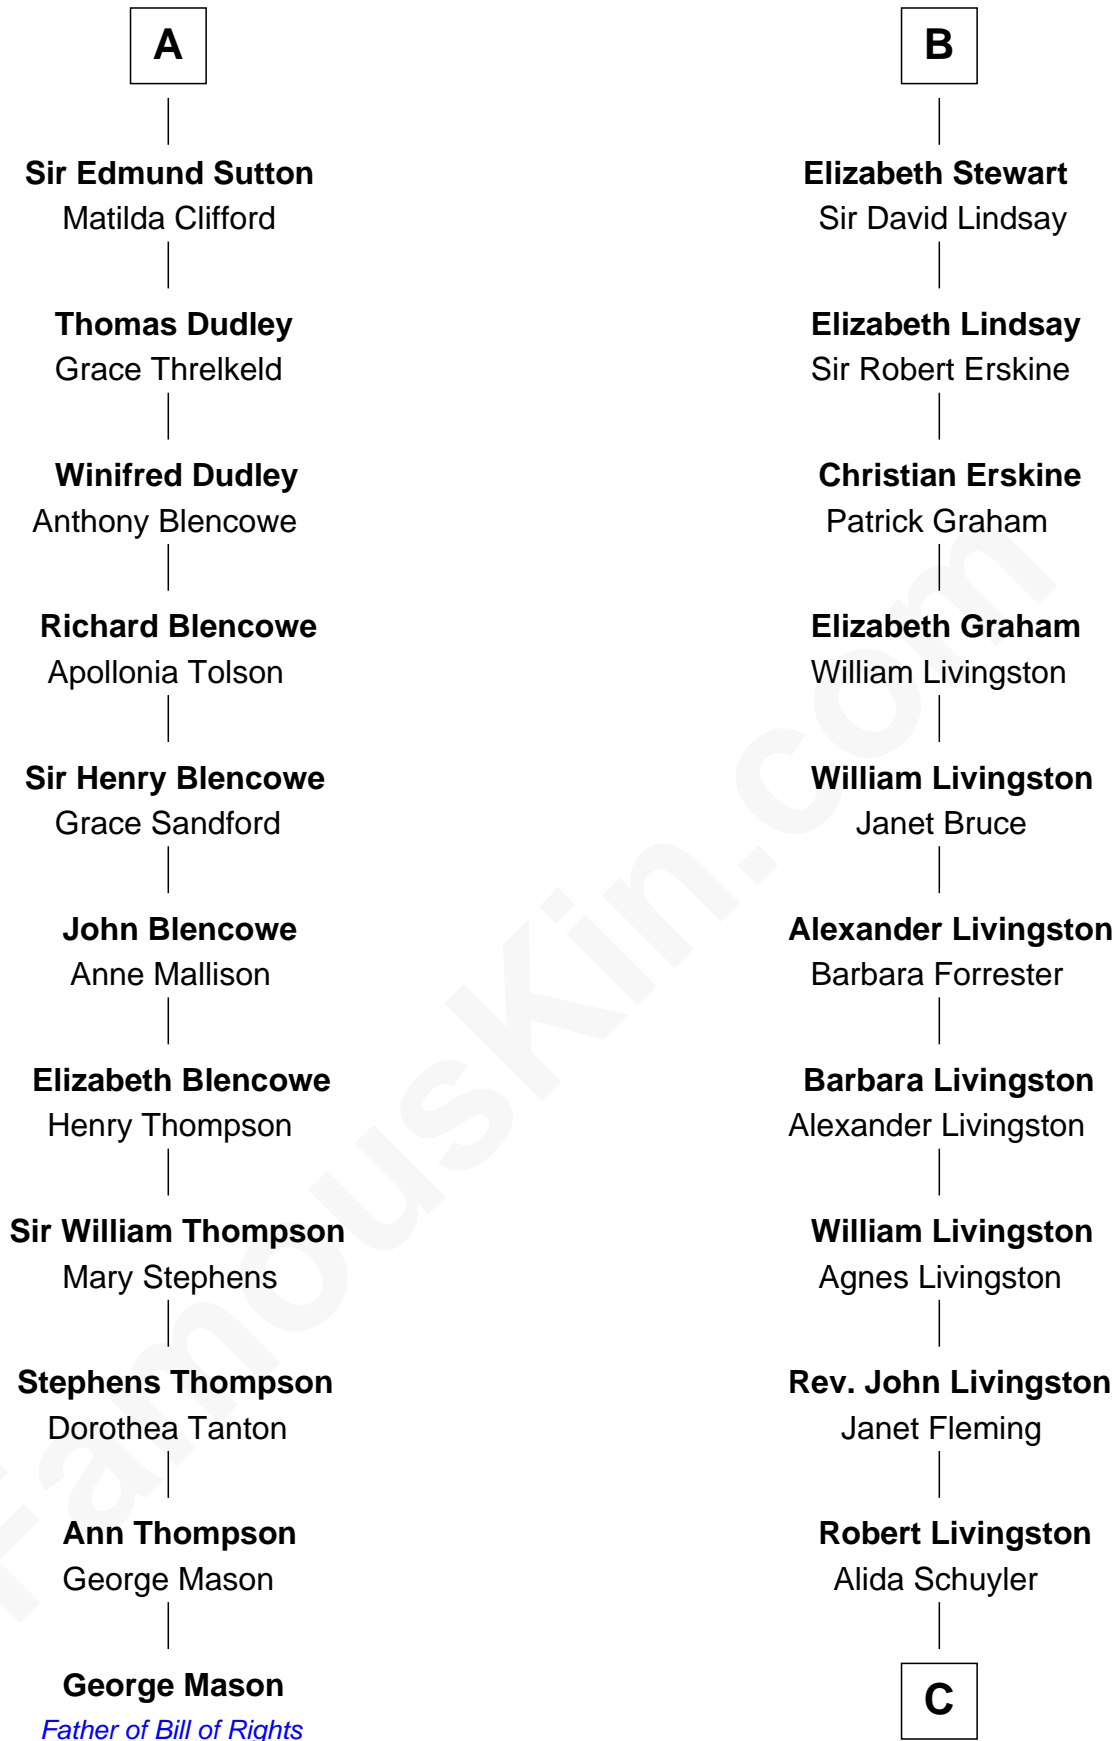 A
Sir Edmund Sutton
Matilda Clifford
Thomas Dudley
Grace Threlkeld
Winifred Dudley
Anthony Blencowe
Richard Blencowe
Apollonia Tolson
Sir Henry Blencowe
Grace Sandford
John Blencowe
Anne Mallison
Elizabeth Blencowe
Henry Thompson
Sir William Thompson
Mary Stephens
Stephens Thompson
Dorothea Tanton
Ann Thompson
George Mason
George Mason
Father of Bill of Rights
B
Elizabeth Stewart
Sir David Lindsay
Elizabeth Lindsay
Sir Robert Erskine
Christian Erskine
Patrick Graham
Elizabeth Graham
William Livingston
William Livingston
Janet Bruce
Alexander Livingston
Barbara Forrester
Barbara Livingston
Alexander Livingston
William Livingston
Agnes Livingston
Rev. John Livingston
Janet Fleming
Robert Livingston
Alida Schuyler
C
FamousKin.com